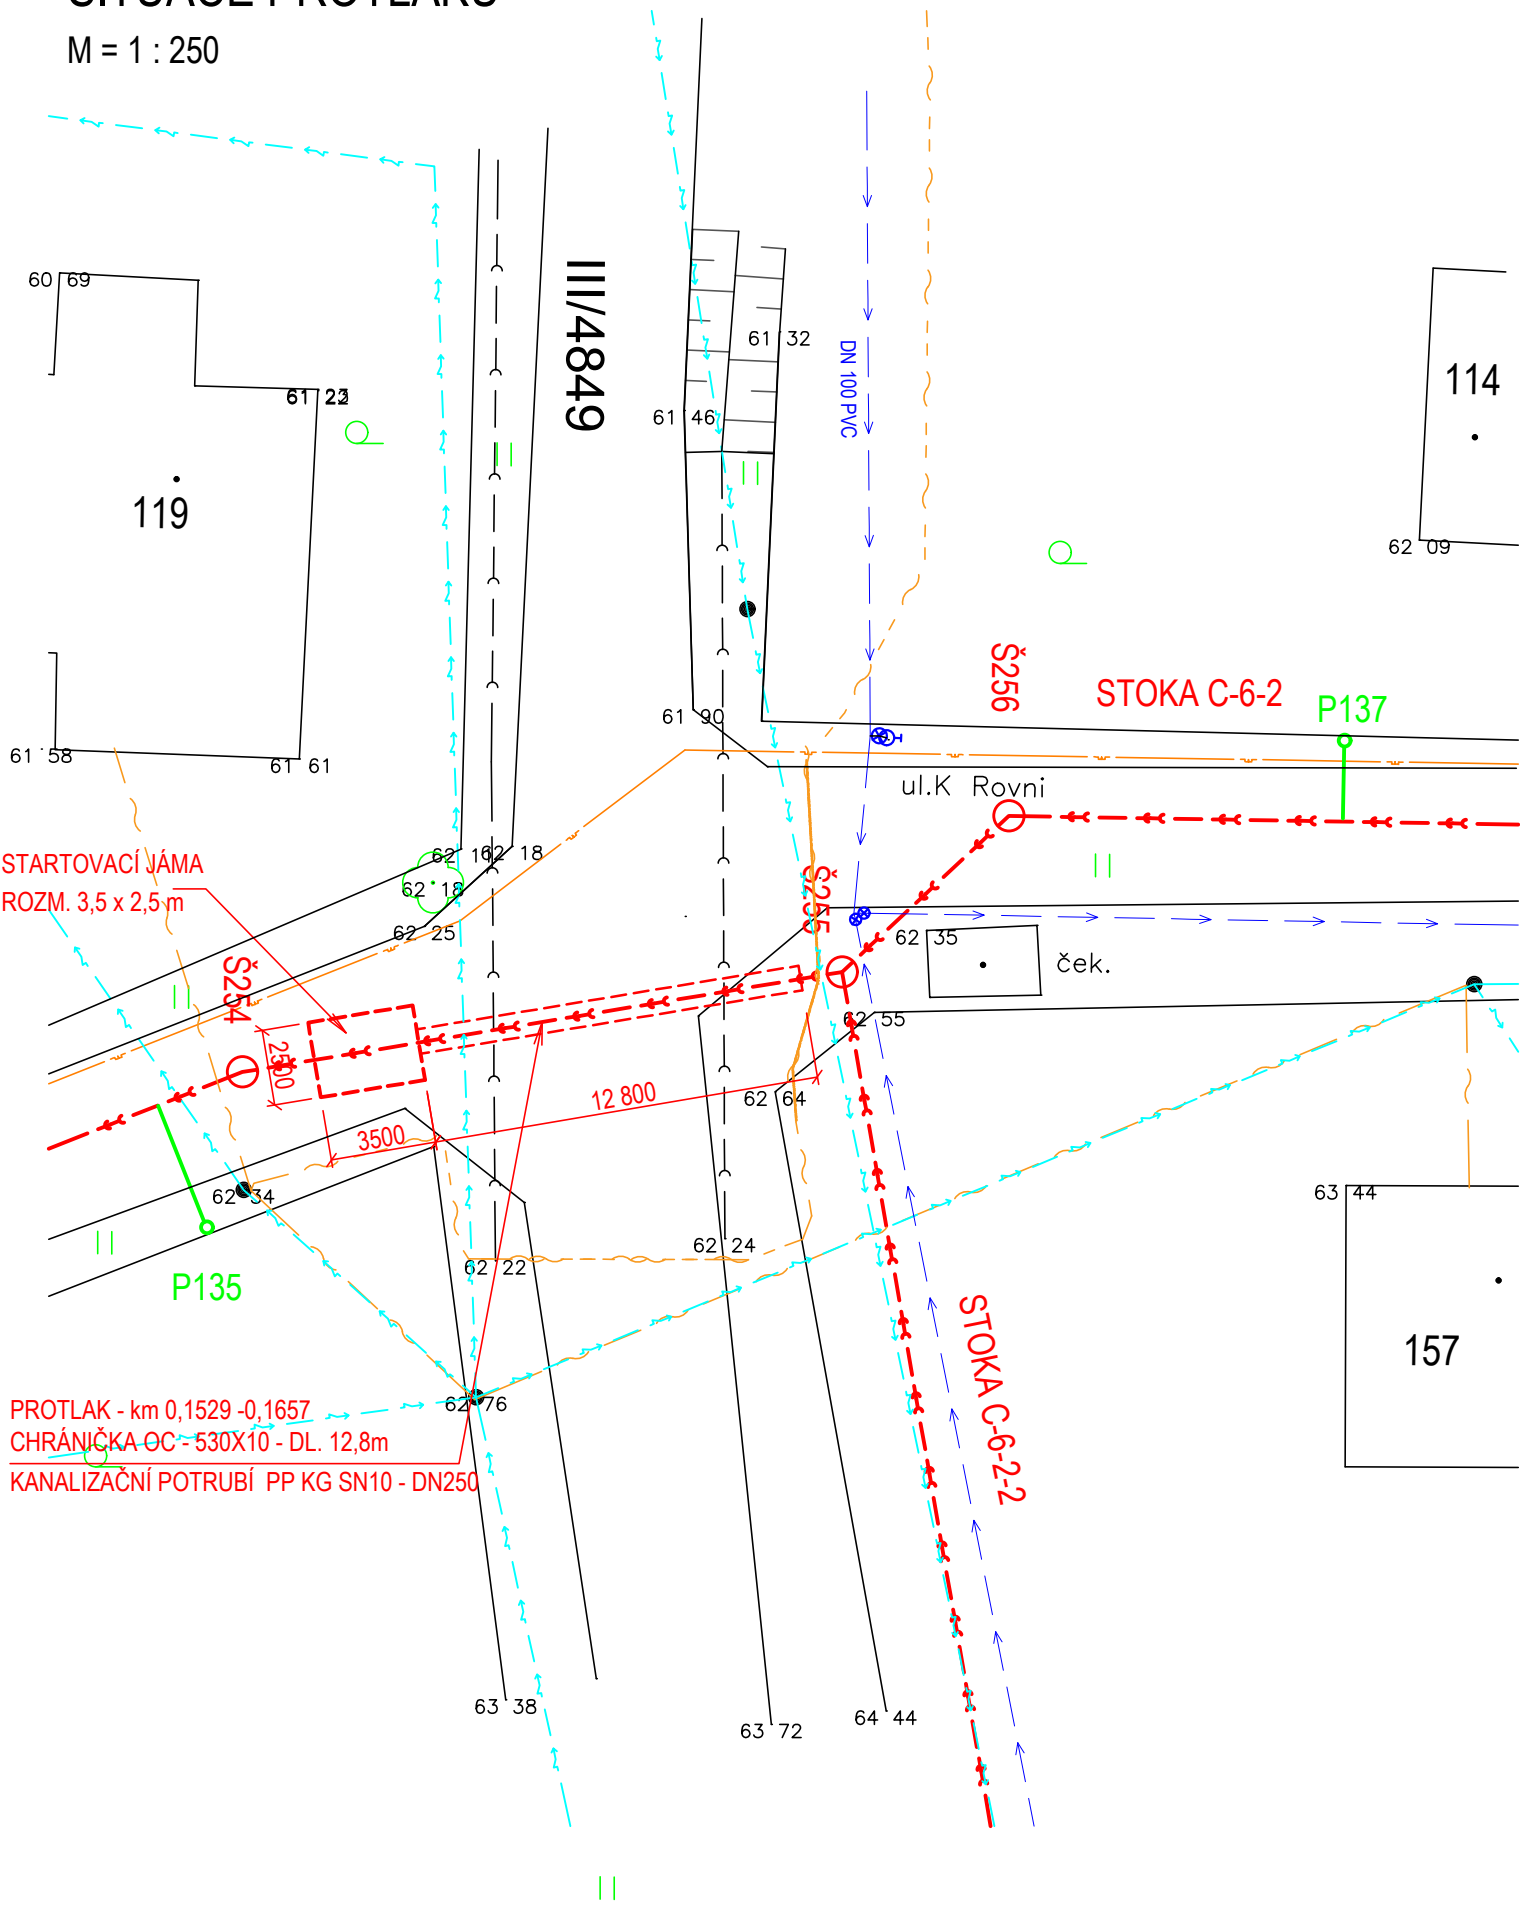 SITUACE PROTLAKU
M = 1 : 250
III/4849
60 69
61 32
DN 100 PVC
114
61 46
119
62 09
Š256
STOKA C-6-2
P137
61 90
61 58
61 61
ul.K Rovni
62 18
STARTOVACÍ JÁMA
ROZM. 3,5 x 2,5 m
62 18
Š255
62 25
62 35
ček.
Š254
62 55
2500
12 800
62 64
3500
62 34
63 44
62 24
62 22
P135
STOKA C-6-2-2
157
62 76
PROTLAK - km 0,1529 -0,1657
CHRÁNIČKA OC - 530X10 - DL. 12,8m
KANALIZAČNÍ POTRUBÍ PP KG SN10 - DN250
63 38
63 72
64 44